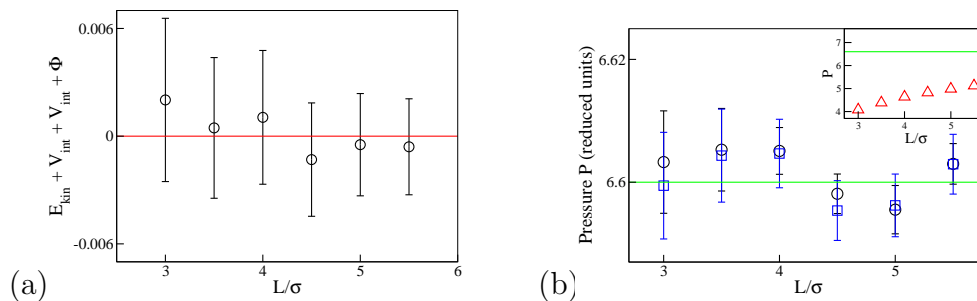 0.006
0
-0.006
E_kin + V_int + V_int + Φ
3 4 5 6
L/σ
(a)
6.62
6.6
Pressure P (reduced units)
3 4 5
L/σ
7
6
5
4
P
3 4 5
L/σ
(b)